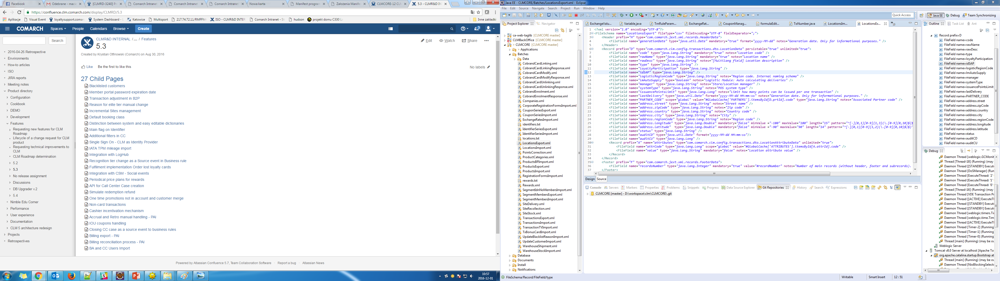 Facebook
Odebrane - macie
[CLMRD-3240] Pr
Comarch Intranet
Comarch Intranet
Comarch Intranet
Nowa karta
Manifest program
Założenia Manife
CLMCORE-12 CL
5.3 - CLMR&D IN
https://confluence.clm.comarch.com/display/CLMRD/5.3
Aplikacje
Visual Event
loyaltysupport.comar
System Dashboard - L
Katowice
Multisport
217.74.72.11/RMFFMA
ISO - CLMR&D INTER
Comarch Intranet - St
hudson
projekt domu C330 La
Inne zakładki
COMARCH
Spaces
People
Calendars
Browse
Create
3
Search
2016-04-26 Retrospective
Envrironments
How-to articles
ISO
JIRA reports
Meeting notes
Product directory
Configuration
Cookbook
DEMO
Development
Features
Requesting new features for CLM
Roadmap
Lifecycle of a change request for CLM
product
Requesting technical improvements to
CLM
CLM Roadmap determination
5.2
5.3
No release assignment
Discussions
DB Upgrader v.2
5.4
Nimble Edu Corner
Performance
User experience
Documentation
CLM 5 architecture redesign
Projects
Retrospectives
CLMR&D INTERNAL /... / Features
5.3
Edit
Watch
Share
Created by Krystian Otfinowski (Comarch) on Aug 30, 2016
Like
Be the first to like this
No labels
27 Child Pages
Blacklisted customers
Member portal password expiration date
Transaction adjustment in B2P
Reason for elite tier manual change
Incremental Sites management
Default booking class
Distinction between system and easy editable dictionaries
Main flag on Identifier
Additional filters in CC
Single Sign On - CLM as Identity Provider
IATA TPM mileage import
Integration with LogHub
Recognition tier change as a Source event in Business rule
Fulfilment implementation Order lost loyalty cards
Integration with CSM - Social events
Periodical price plans for rewards
API for Call Center Case creation
Simulate redemption refund
One time promotions not in account and customer merge
Non-card transactions
Cashier incentivation mechanism
Accrual and Retro manual handling - PAI
IOU coupons handling
Closing CC case as a source event to business rules
Billing export - PAI
Billing reconciliation process - PAI
BA and CC Users Import
Powered by Atlassian Confluence 5.7, Team Collaboration Software
Report a bug
Atlassian News
10:57
2016-12-01
Java EE - CLMCORE/Batches/LocationsExport.xml - Eclipse
File Edit Source Navigate Search Project Run Window Help
Quick Access
Java EE
Debug
Team Synchronizing
Project Explorer
Navigator
ca-web-taglib [CLMCORE master]
CLMBackOffice [CLMCORE master]
> CLMCORE [CLMCORE master]
> Applications
Batches
Data
CobrandCardLinking.xml
CobrandCardLinkingResponse.xml
CobrandCardModify.xml
CobrandCardModifyResponse.xml
CobrandCardUnlinking.xml
CobrandCardUnlinkingResponse.xml
CobrandEnrolment.xml
CobrandEnrolmentResponse.xml
Companies.xml
CorporateRegistrationFormsImport.xml
CouponSeriesExport.xml
CouponSeriesImport.xml
ExchangeRatesImport.xml
identifiers.txt
IdentifierSeriesExport.xml
IdentifierSeriesImport.xml
locations.txt
LocationsExport.xml
LocationsImport.xml
PointsCorrection.xml
ProductCategories.xml
ProductsBPImport.xml
ProductsExport.xml
ProductsImport.xml
RegistrationFormsImport.xml
rewards.txt
Rewards.xml
SegmentIdnNoMembersImport.xml
SegmentMembersExport.xml
SegmentMembersImport.xml
SiteDelivery.xml
SiteRecollection.xml
SiteStock.xml
TransactionsExport.xml
TransactionsImport.xml
TransactionTVImport.xml
TxBonusCardImport.xml
UpdateBlacklistReasonImport.xml
UpdateCustomerImport.xml
WarehouseShipment.xml
WarehouseStockImport.xml
Database
Documents
Install
Notifications
ExchangeValu...
Variable.java
TrnRuleParam...
ExchangeRat...
CouponManag...
formulaEdit...
ToNumber.java
LocationsIm...
LocationsEx...
13
1 <?xml version="1.0" encoding="UTF-8"?>
2 <FileSchema name="LocationsExport" fileType="csv" fileEncoding="UTF-8" fieldSeparator=";">
3 <Header prefix="H" type="com.comarch.jext.xml.records.HeaderData">
4 <FileField name="generationDate" type="java.util.Date" mandatory="true" format="yyyy-MM-dd" notes="Generation date. Only for informational purposes." />
5 </Header>
6 <Record prefix="D" type="com.comarch.clm.config.transactions.dto.LocationData" persistable="true" unlimited="true">
7 <FileField name="code" type="java.lang.String" mandatory="true" notes="Location code" />
8 <FileField name="rawName" type="java.lang.String" mandatory="true" notes="Location name" />
9 <FileField name="rawDesc" type="java.lang.String" notes="[Multilang field] Location description" />
10 <FileField name="type" type="java.lang.String" />
11 <FileField name="loyaltyParticipation" type="java.lang.String" />
12 <FileField name="idSAP" type="java.lang.String" />
13 <FileField name="logisticRegionCode" type="java.lang.String" notes="Region code. Internal naming schema" />
14 <FileField name="lmAutoSupply" type="boolean" notes="Logistic Module: Auto calculating deliveries" />
15 <FileField name="manager" type="java.lang.String" notes="Store/Location manager" />
16 <FileField name="systemType" type="java.lang.String" notes="POS system type" />
17 <FileField name="issuancePointsLimit" type="java.lang.Long" notes="Limit how many points can be issued per one transaction" />
18 <FileField name="lastDelivery" type="java.util.Date" format="yyyy-MM-dd HH:mm:ss" notes="Generation date. Only for informational purposes." />
19 <FileField name="PARTNER_CODE" scope="global" value="#GlobalCache['PARTNERS'].itemsById[D.prtId].code" type="java.lang.String" notes="Associated Partner code" />
20 <FileField name="address.street" type="java.lang.String" notes="Street name" />
21 <FileField name="address.zipCode" type="java.lang.String" notes="Zip code" />
22 <FileField name="address.country" type="java.lang.String" notes="Country code" />
23 <FileField name="address.city" type="java.lang.String" notes="City" />
24 <FileField name="address.regionCode" type="java.lang.String" notes="Region code" />
25 <FileField name="address.longitude" type="java.lang.Double" mandatory="false" minValue ="-180" maxValue="180" length="15" pattern="^[-]{0,1}[0-9]{1,3}(\.[0-9]{0,10}$|$
26 <FileField name="address.latitude" type="java.lang.Double" mandatory="false" minValue ="-90" maxValue="90" length="14" pattern="^[-]{0,1}[0-9]{1,2}(\.[0-9]{0,10}$|$)"
27 <FileField name="status" type="java.lang.String" />
28 <FileField name="auditCD" type="java.util.Date" format="yyyy-MM-dd HH:mm:ss"/>
29 <FileField name="auditCU" type="java.lang.Long" />
30 <Record prefix="A" name="attributes" type="com.comarch.clm.config.transactions.dto.LocationAttributeData" unlimited="true">
31 <FileField name="attrCode" type="java.lang.Long" scope="global" value="#GlobalCache['ATTRIBUTES'].itemsById[A.attrId].code" />
32 <FileField name="value" type="java.lang.String" mandatory="false" notes="Location attribute value" />
33 </Record>
34 </Record>
35 <Footer prefix="F" type="com.comarch.jext.xml.records.FooterData">
36 <FileField name="recordsNumber" type="java.lang.Integer" mandatory="true" value="#recordNumber" notes="Number of main records (without header, footer and subrecords).
37 </Footer>
Design
Source
Console
Servers
Markers
Properties
Problems
Snippets
Progress
Data Source Explorer
Git Repositories
History
Search
Expressions
CLMCORE [master] - D:\workspace\clm\CLMCORE\.git
Outline
Task List
Ant
Record prefix=D
FileField name=code
FileField name=rawName
FileField name=rawDesc
FileField name=type
FileField name=loyaltyParticipation
FileField name=idSAP
FileField name=logisticRegionCode
FileField name=lmAutoSupply
FileField name=manager
FileField name=systemType
FileField name=issuancePointsLimit
FileField name=lastDelivery
FileField name=PARTNER_CODE
FileField name=address.street
FileField name=address.zipCode
FileField name=address.country
FileField name=address.city
FileField name=address.regionCode
FileField name=address.longitude
FileField name=address.latitude
FileField name=status
FileField name=auditCD
FileField name=auditCU
Debug
Daemon Thread [weblogic.GCMonit
Thread [Thread-18] (Running) (may
Daemon Thread [[STANDBY] Execute
Daemon Thread [DoSManager] (Run
Daemon Thread [ExecuteThread: '2'
Daemon Thread [ExecuteThread: '1'
Daemon Thread [ExecuteThread: '0'
Thread [Thread-16] (Running) (may
Daemon Thread [VDE Transaction Pr
Daemon Thread [[ACTIVE] ExecuteTh
Daemon Thread [[STANDBY] Execute
Daemon Thread [[STANDBY] Execute
Daemon Thread [weblogic.timers.Ti
Daemon Thread [weblogic.time.Tim
Daemon Thread [[ACTIVE] ExecuteTh
Daemon Thread [Timer-2] (Running
Daemon Thread [Timer-1] (Running
Daemon Thread [Timer-0] (Running
Thread [main] (Running) (may be ou
Weblogic Server
Tomcat v8.0 Server at localhost [Apache To
org.apache.catalina.startup.Bootstrap at
Thread [main] (Running) (may be ou
Daemon Thread [NioBlockingSelecto
FileSchema/Record/FileField/type
Writable
Smart Insert
12 : 51